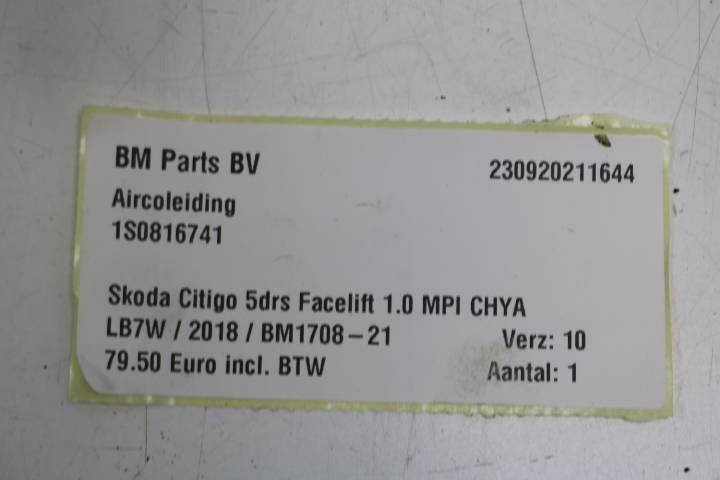 BM Parts BV 230920211644
Aircoleiding
1S0816741
Skoda Citigo 5drs Facelift 1.0 MPI CHYA
LB7W / 2018 / BM1708-21 Verz: 10
79.50 Euro incl. BTW Aantal: 1